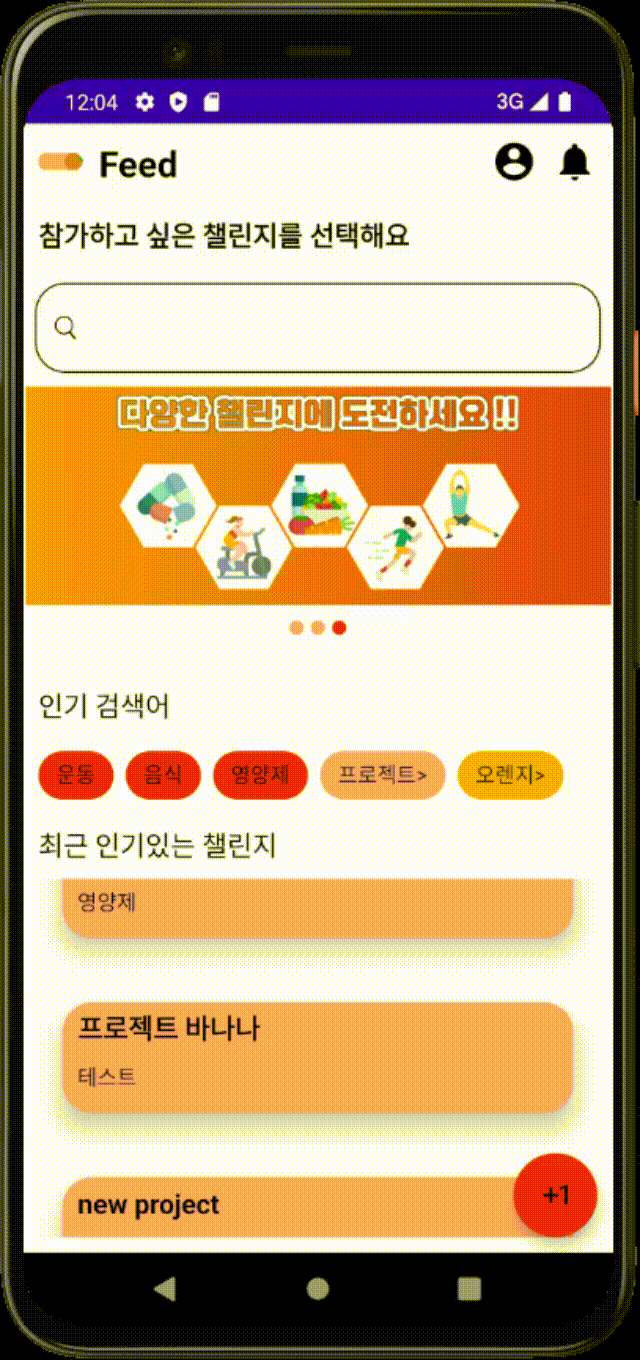 12:04 3G
Feed
참가하고 싶은 챌린지를 선택해요
다양한 챌린지에 도전하세요 !!
인기 검색어
운동 음식 영양제 프로젝트> 오렌지>
최근 인기있는 챌린지
영양제
프로젝트 바나나
테스트
new project
+1